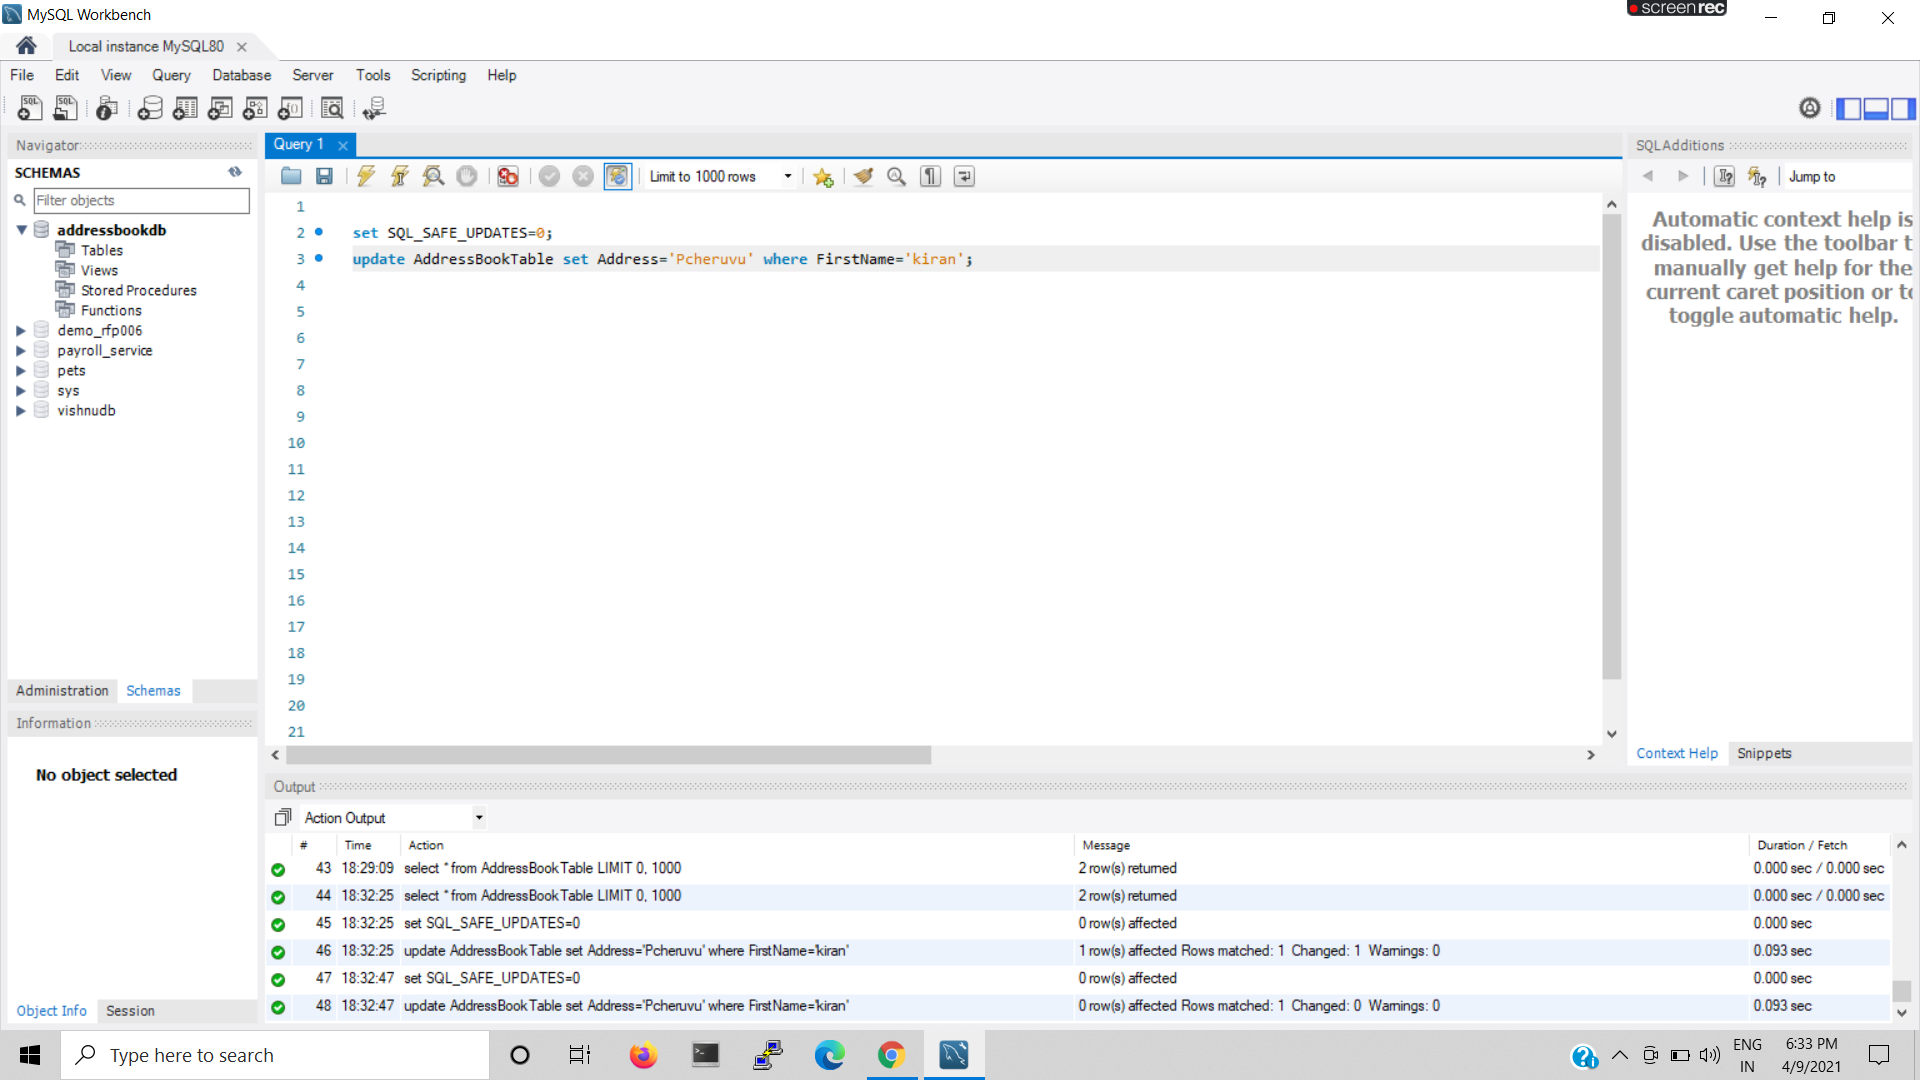 MySQL Workbench
screenrec
Local instance MySQL80
File Edit View Query Database Server Tools Scripting Help
Navigator
SCHEMAS
Filter objects
addressbookdb
Tables
Views
Stored Procedures
Functions
demo_rfp006
payroll_service
pets
sys
vishnudb
Administration Schemas
Information
No object selected
Object Info Session
Query 1
Limit to 1000 rows
1
2 set SQL_SAFE_UPDATES=0;
3 update AddressBookTable set Address='Pcheruvu' where FirstName='kiran';
4
5
6
7
8
9
10
11
12
13
14
15
16
17
18
19
20
21
SQLAdditions
Jump to
Automatic context help is
disabled. Use the toolbar t
manually get help for the
current caret position or to
toggle automatic help.
Context Help Snippets
Output
Action Output
# Time Action Message Duration / Fetch
43 18:29:09 select * from AddressBookTable LIMIT 0, 1000 2 row(s) returned 0.000 sec / 0.000 sec
44 18:32:25 select * from AddressBookTable LIMIT 0, 1000 2 row(s) returned 0.000 sec / 0.000 sec
45 18:32:25 set SQL_SAFE_UPDATES=0 0 row(s) affected 0.000 sec
46 18:32:25 update AddressBookTable set Address='Pcheruvu' where FirstName='kiran' 1 row(s) affected Rows matched: 1 Changed: 1 Warnings: 0 0.093 sec
47 18:32:47 set SQL_SAFE_UPDATES=0 0 row(s) affected 0.000 sec
48 18:32:47 update AddressBookTable set Address='Pcheruvu' where FirstName='kiran' 0 row(s) affected Rows matched: 1 Changed: 0 Warnings: 0 0.093 sec
Type here to search
ENG
IN
6:33 PM
4/9/2021